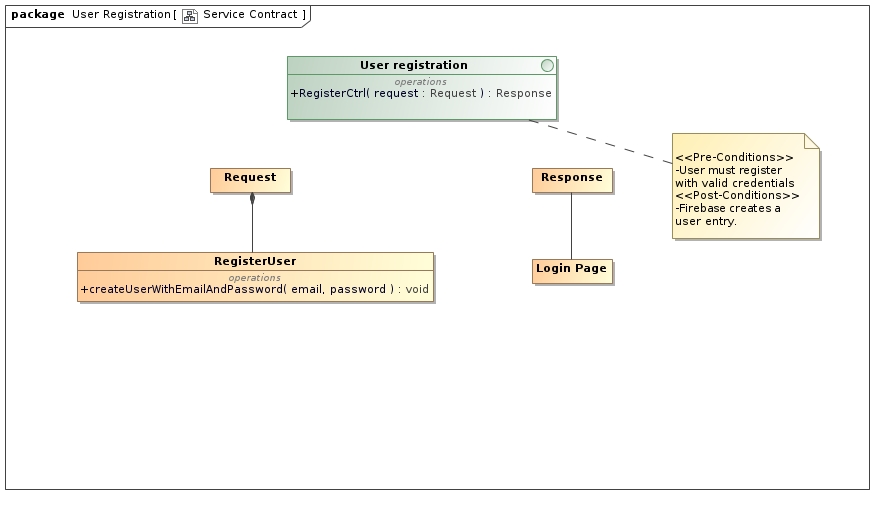 package User Registration [ Service Contract ]
User registration
operations
+RegisterCtrl( request : Request ) : Response
<<Pre-Conditions>>
-User must register
with valid credentials
<<Post-Conditions>>
-Firebase creates a
user entry.
Request
Response
RegisterUser
operations
+createUserWithEmailAndPassword( email, password ) : void
Login Page